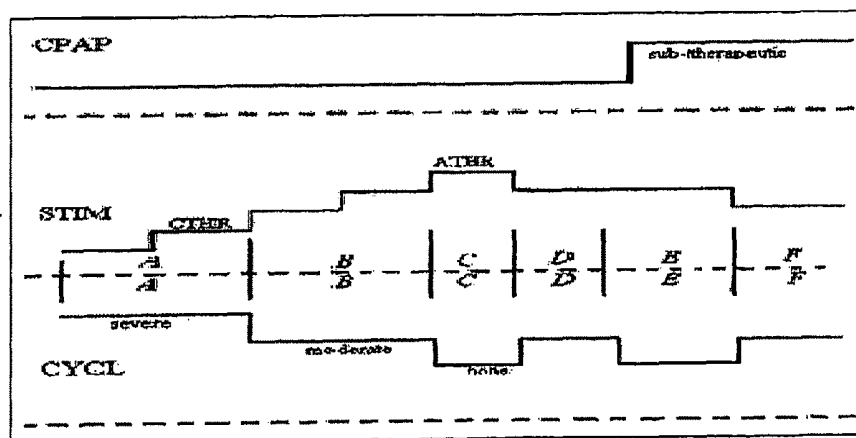 CPAP
sub-therapeutic
ATHR
STIM
CTHR
A B C D E F
A B C D E F
severe
moderate
none
CYCL